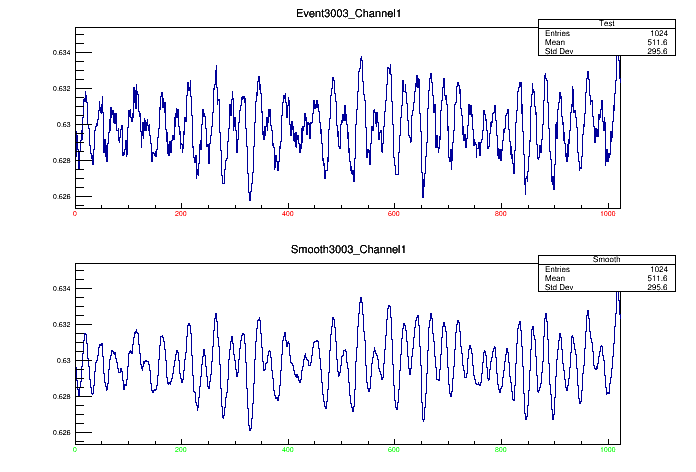 Event3003_Channel1
Test
Entries 1024
Mean 511.6
Std Dev 295.6
0.634
0.632
0.63
0.628
0.626
0 200 400 600 800 1000
Smooth3003_Channel1
Smooth
Entries 1024
Mean 511.6
Std Dev 295.6
0.634
0.632
0.63
0.628
0.626
0 200 400 600 800 1000